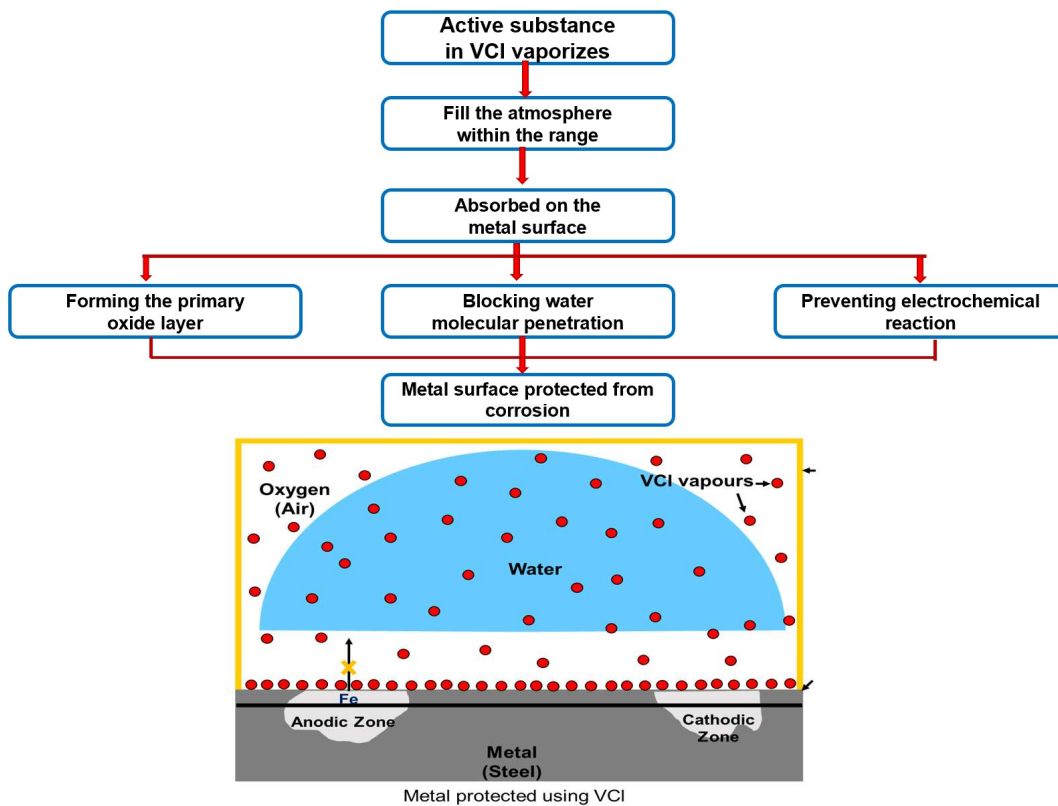 Active substance
in VCI vaporizes
Fill the atmosphere
within the range
Absorbed on the
metal surface
Forming the primary
oxide layer
Blocking water
molecular penetration
Preventing electrochemical
reaction
Metal surface protected from
corrosion
Oxygen
(Air)
VCI vapours
Water
Fe
Anodic Zone
Cathodic
Zone
Metal
(Steel)
Metal protected using VCI